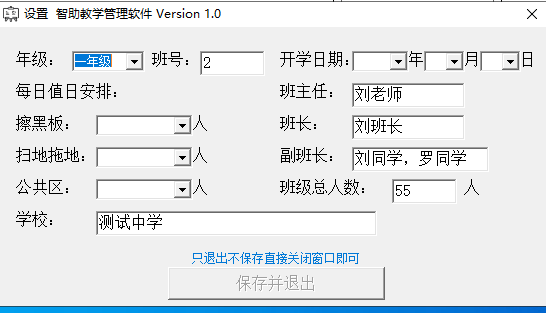 设置 智助教学管理软件 Version 1.0
年级： 一年级 班号： 2 开学日期： 年 月 日
每日值日安排： 班主任： 刘老师
擦黑板： 人 班长： 刘班长
扫地拖地： 人 副班长： 刘同学，罗同学
公共区： 人 班级总人数： 55 人
学校： 测试中学
只退出不保存直接关闭窗口即可
保存并退出